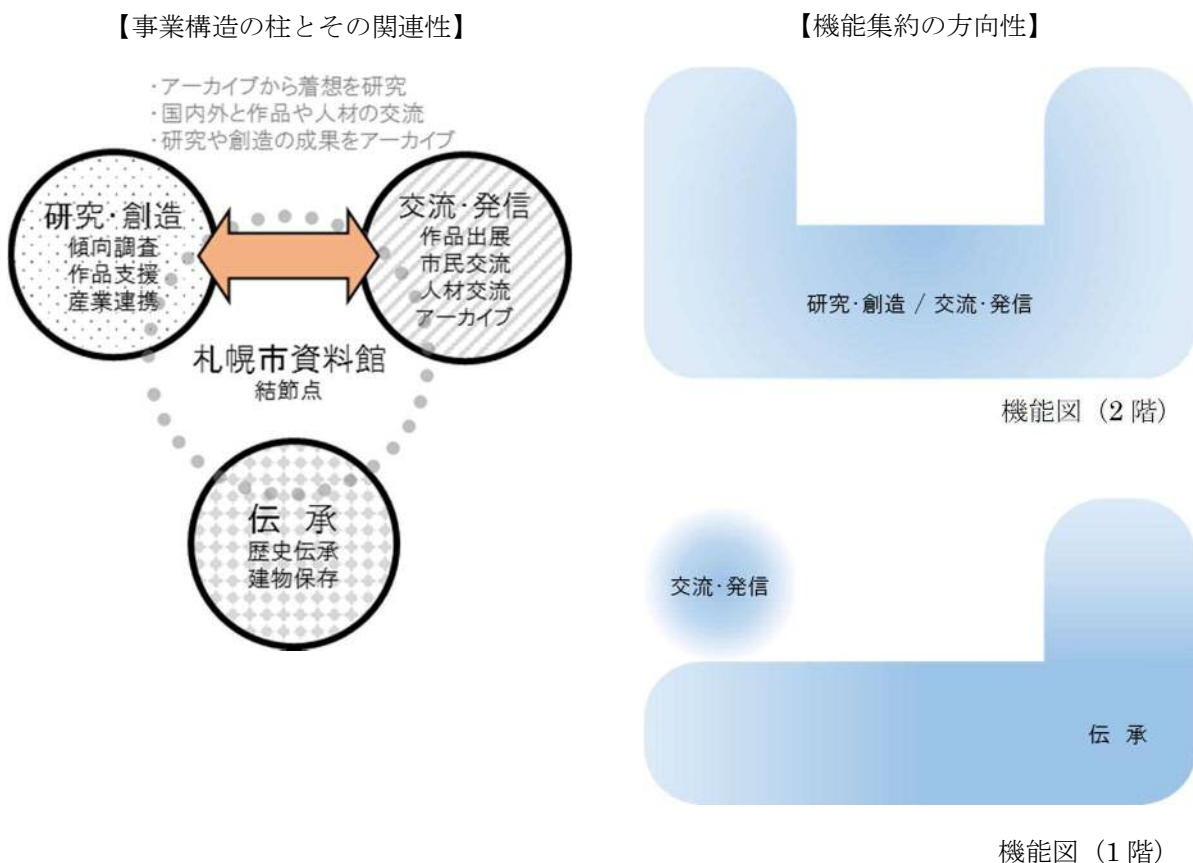 【事業構造の柱とその関連性】
・アーカイブから着想を研究
・国内外と作品や人材の交流
・研究や創造の成果をアーカイブ
研究・創造
傾向調査
作品支援
産業連携
交流・発信
作品出展
市民交流
人材交流
アーカイブ
札幌市資料館
結節点
伝 承
歴史伝承
建物保存
【機能集約の方向性】
研究・創造 / 交流・発信
機能図（2 階）
交流・発信
伝 承
機能図（1 階）